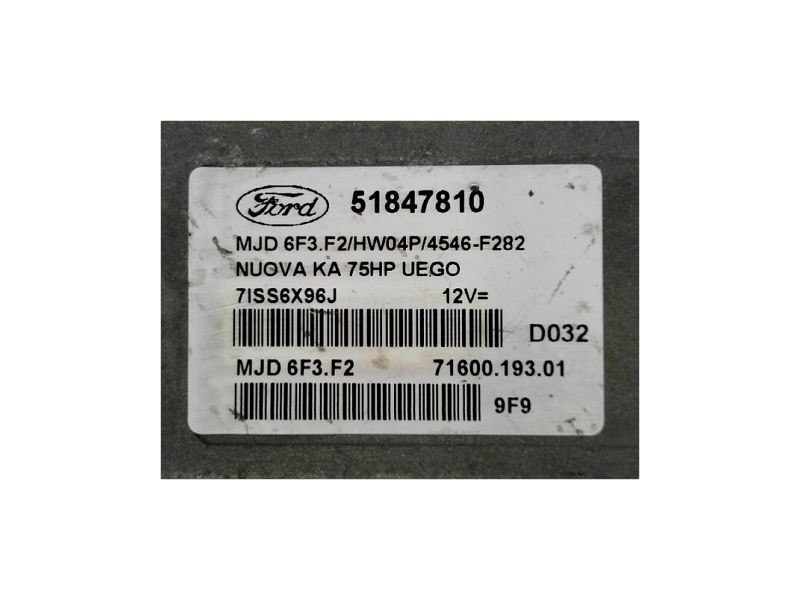 Ford 51847810
MJD 6F3.F2/HW04P/4546-F282
NUOVA KA 75HP UEGO
7ISS6X96J 12V=
D032
MJD 6F3.F2 71600.193.01
9F9